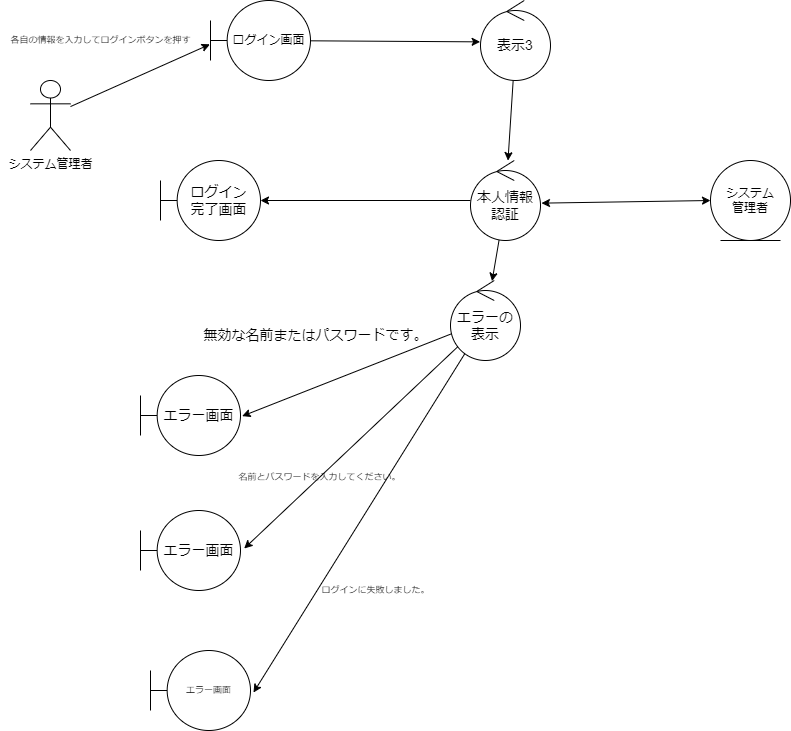 各自の情報を入力してログインボタンを押す
ログイン画面
表示3
システム管理者
ログイン
完了画面
本人情報
認証
システム
管理者
エラーの
表示
無効な名前またはパスワードです。
エラー画面
名前とパスワードを入力してください。
エラー画面
ログインに失敗しました。
エラー画面